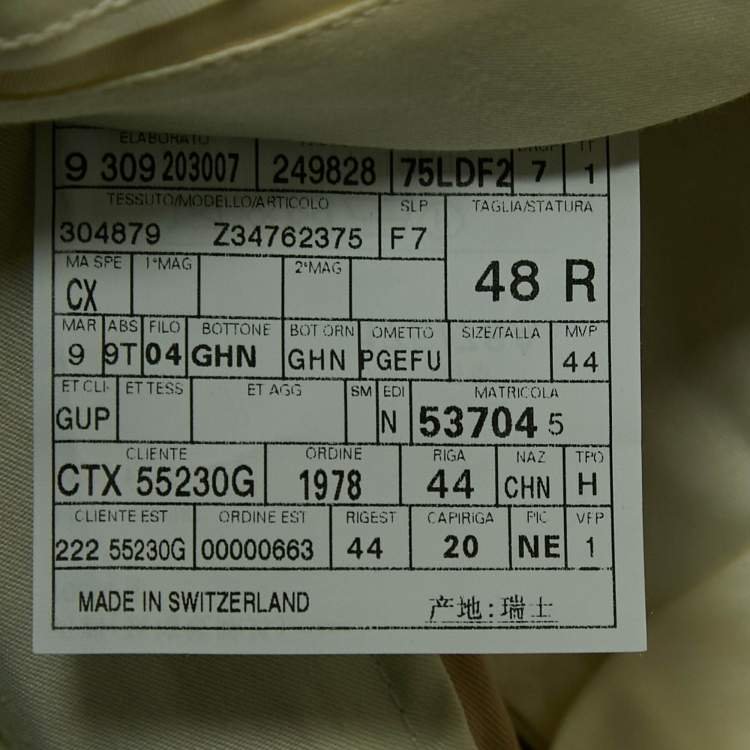 ELABORATO
9 309 203007 249828 75LDF2 7 1
TESSUTO/MODELLO/ARTICOLO SLP TAGLIA/STATURA
304879 Z34762375 F7 48 R
MA SPE 1°MAG 2°MAG
CX
MAR ABS FILO BOTTONE BOT ORN OMETTO SIZE/TALLA MVP
9 9T 04 GHN GHN PGEFU 44
ET CLI ET TESS ET AGG SM EDI MATRICOLA
GUP N 53704 5
CLIENTE ORDINE RIGA NAZ TPO
CTX 55230G 1978 44 CHN H
CLIENTE EST ORDINE EST RIGEST CAPIRIGA PIC VFP
222 55230G 00000663 44 20 NE 1
MADE IN SWITZERLAND 产地:瑞士